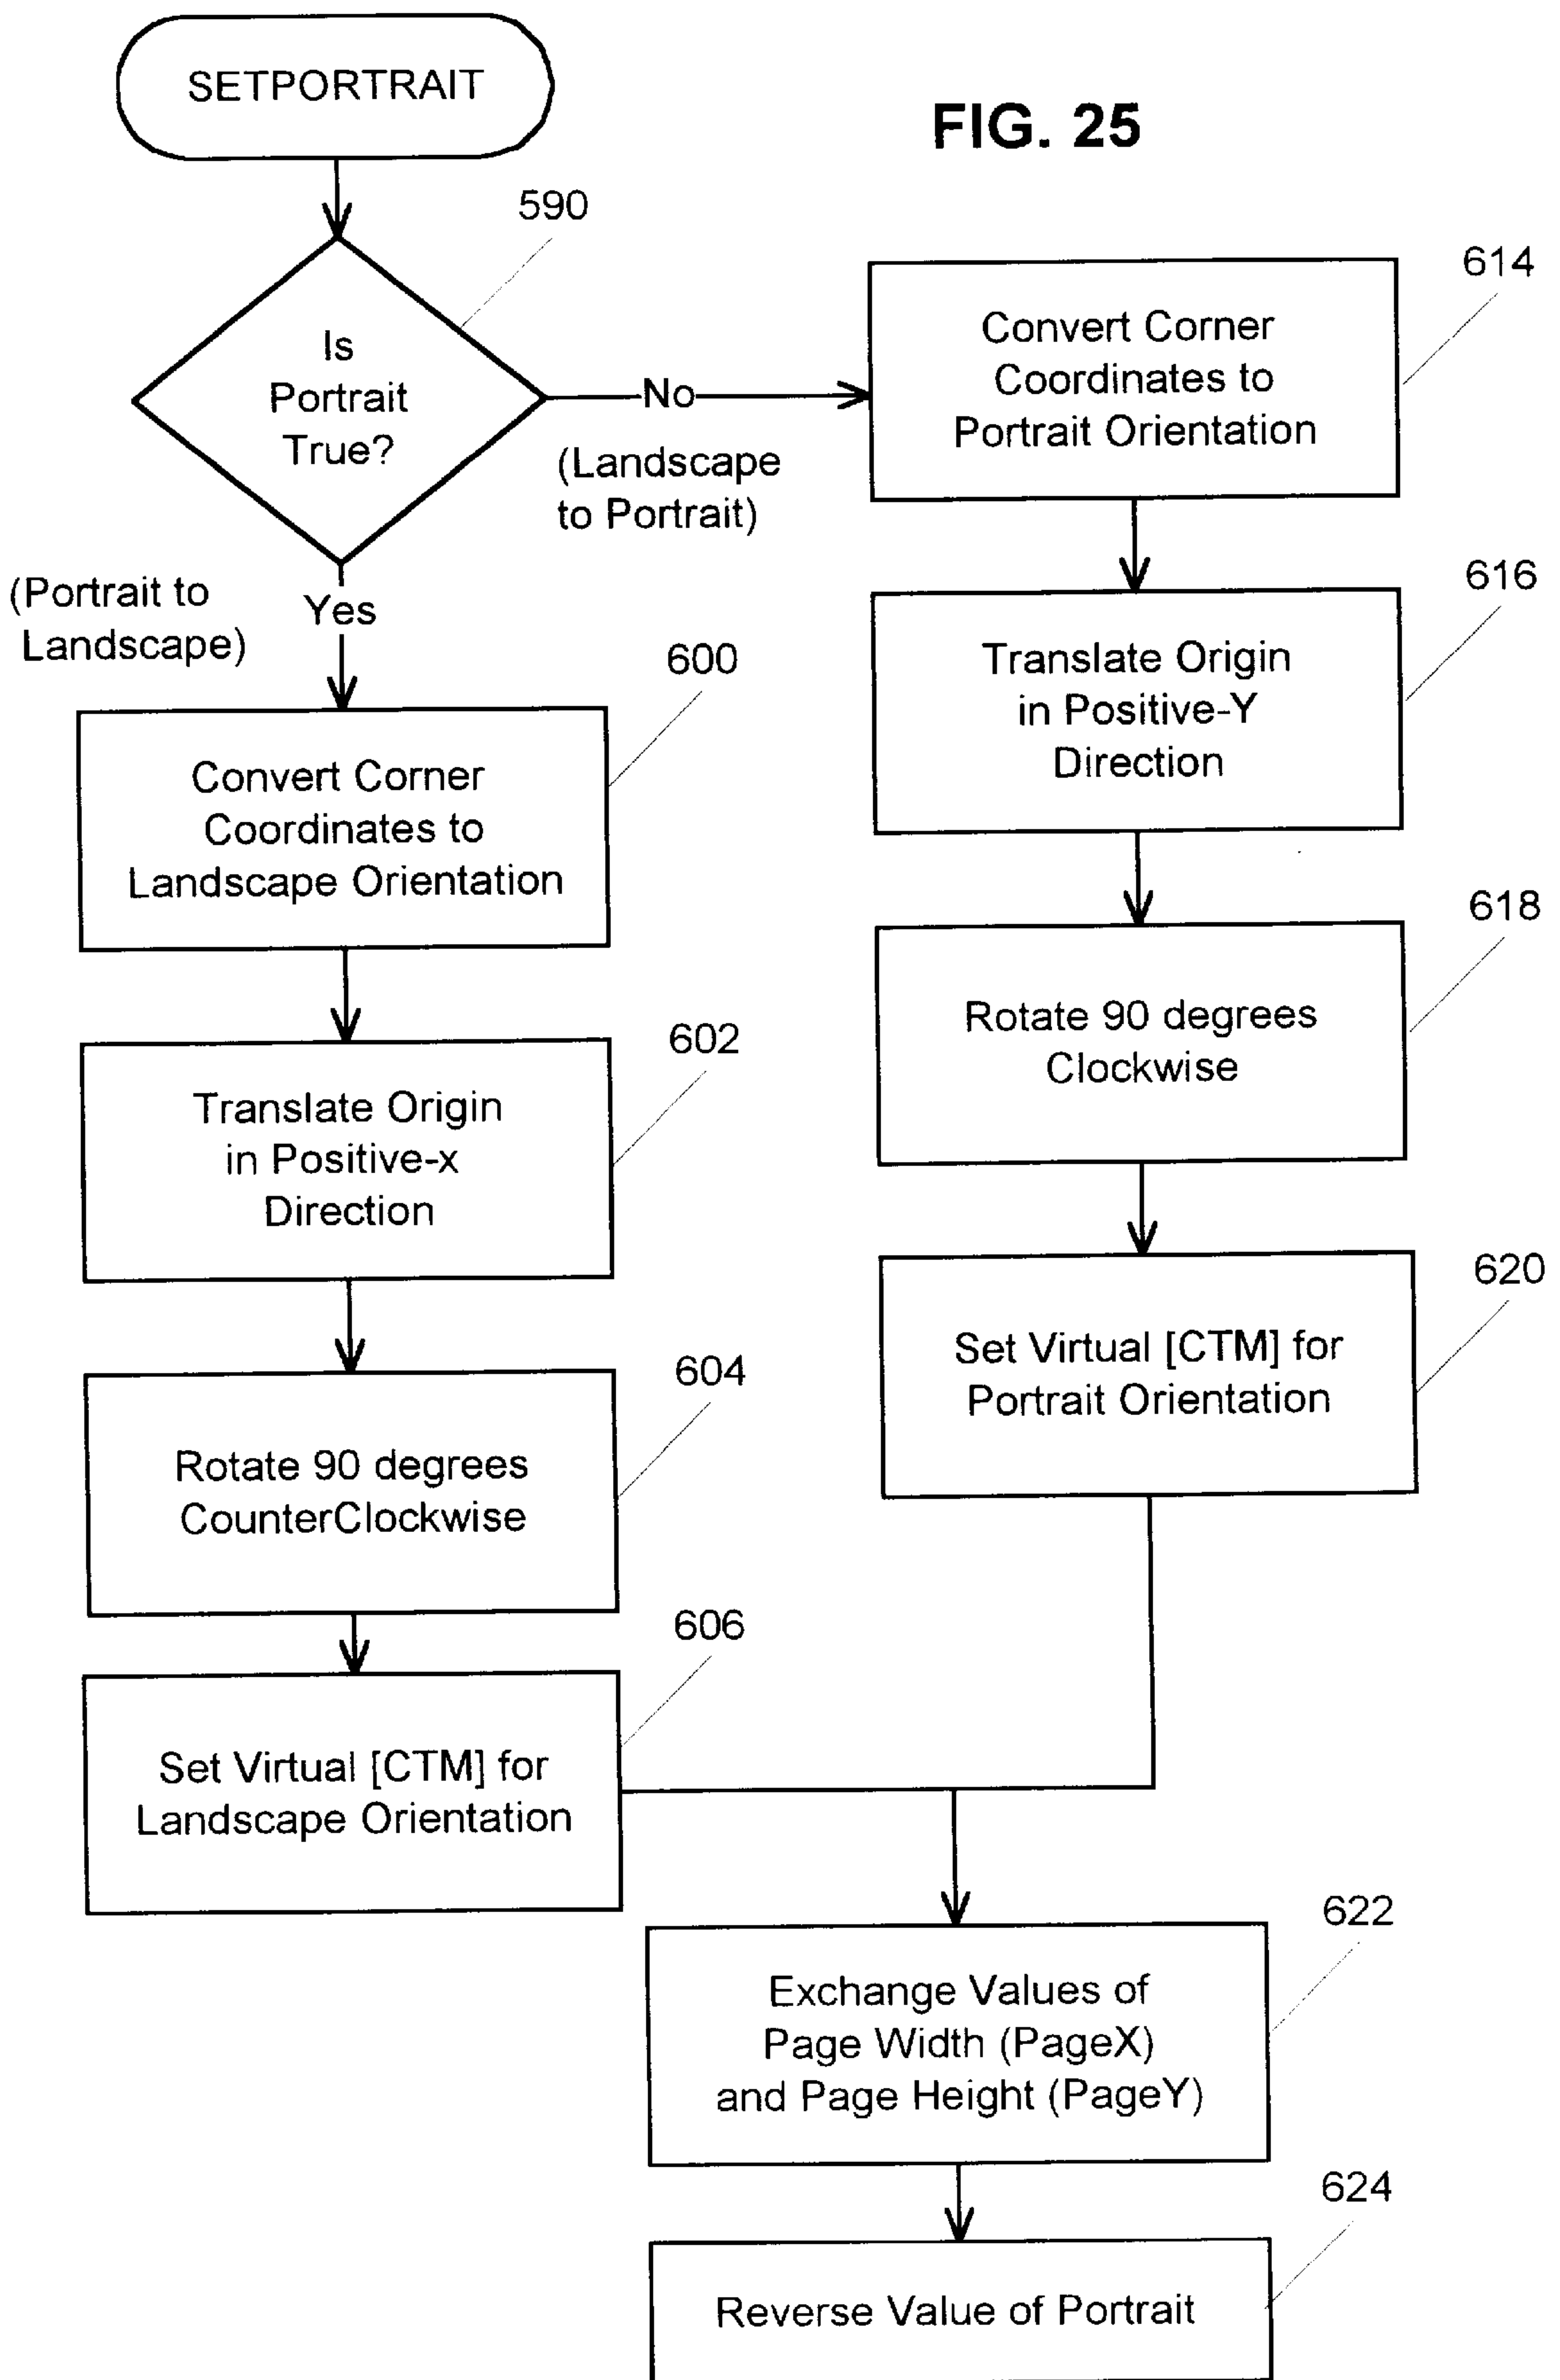 SETPORTRAIT
FIG. 25
590
Is
Portrait
True?
No
(Landscape
to Portrait)
(Portrait to
Landscape)
Yes
600
Convert Corner
Coordinates to
Landscape Orientation
602
Translate Origin
in Positive-x
Direction
604
Rotate 90 degrees
CounterClockwise
606
Set Virtual [CTM] for
Landscape Orientation
614
Convert Corner
Coordinates to
Portrait Orientation
616
Translate Origin
in Positive-Y
Direction
618
Rotate 90 degrees
Clockwise
620
Set Virtual [CTM] for
Portrait Orientation
622
Exchange Values of
Page Width (PageX)
and Page Height (PageY)
624
Reverse Value of Portrait